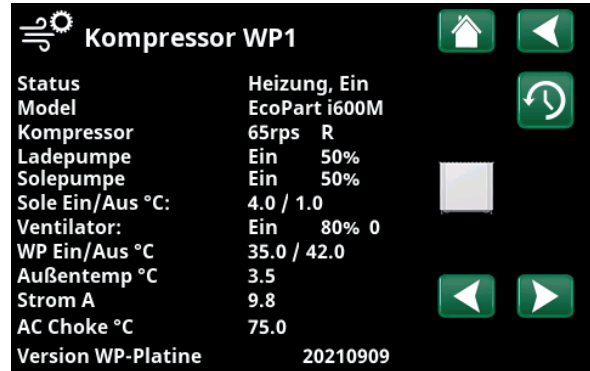 Kompressor WP1
Status Heizung, Ein
Model EcoPart i600M
Kompressor 65rps R
Ladepumpe Ein 50%
Solepumpe Ein 50%
Sole Ein/Aus °C: 4.0 / 1.0
Ventilator: Ein 80% 0
WP Ein/Aus °C 35.0 / 42.0
Außentemp °C 3.5
Strom A 9.8
AC Choke °C 75.0
Version WP-Platine 20210909